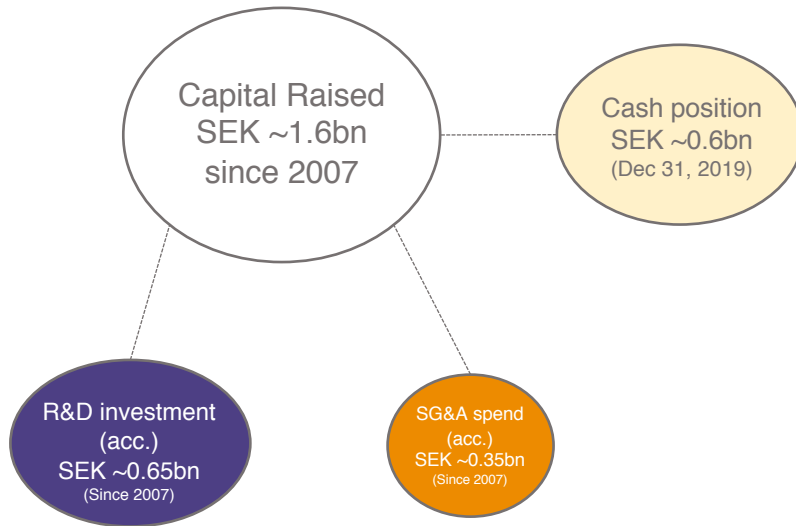 Capital Raised
SEK ~1.6bn
since 2007
Cash position
SEK ~0.6bn
(Dec 31, 2019)
R&D investment
(acc.)
SEK ~0.65bn
(Since 2007)
SG&A spend
(acc.)
SEK ~0.35bn
(Since 2007)